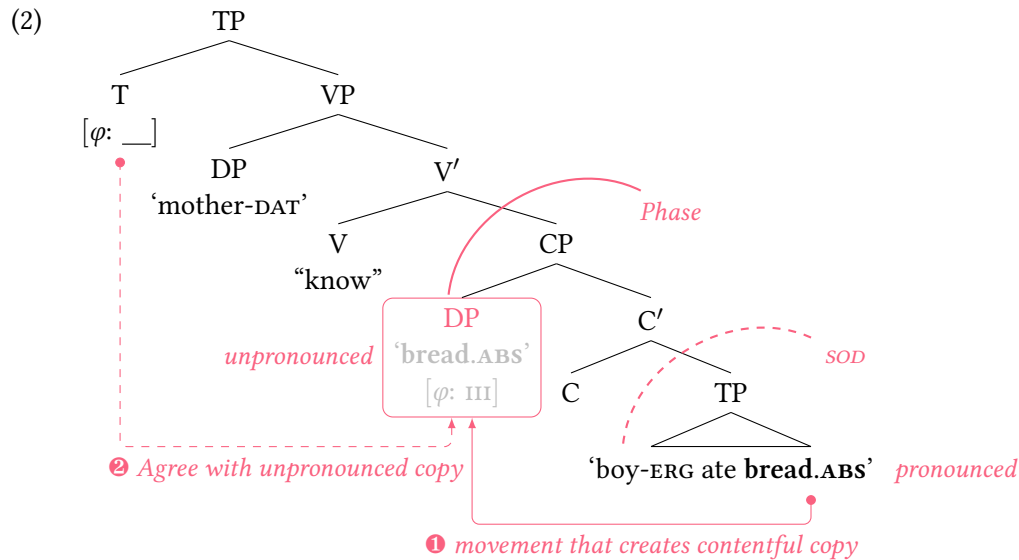 (2) TP
T VP
[φ: __]
DP V′
‘mother-DAT’
Phase
V CP
“know”
DP C′
unpronounced ‘bread.ABS’ SOD
[φ: III] C TP
❷ Agree with unpronounced copy
‘boy-ERG ate bread.ABS’ pronounced
❶ movement that creates contentful copy